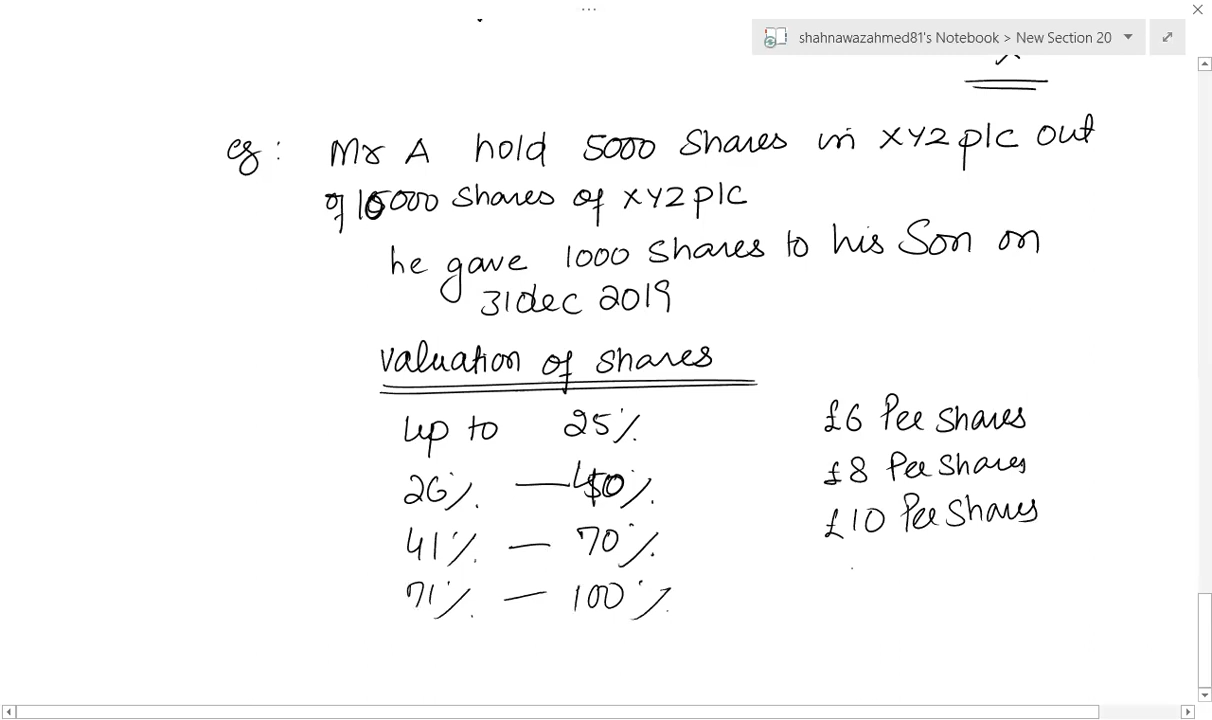 shahnawazahmed81's Notebook > New Section 20
eg : Mr A hold 5000 Shares in XYZ plc out
of 10000 Shares of XYZ plc
he gave 1000 Shares to his Son on
31 dec 2019
Valuation of Shares
Up to 25% £6 Per Shares
26% — 40% £8 Per Shares
41% — 70% £10 Per Shares
71% — 100%